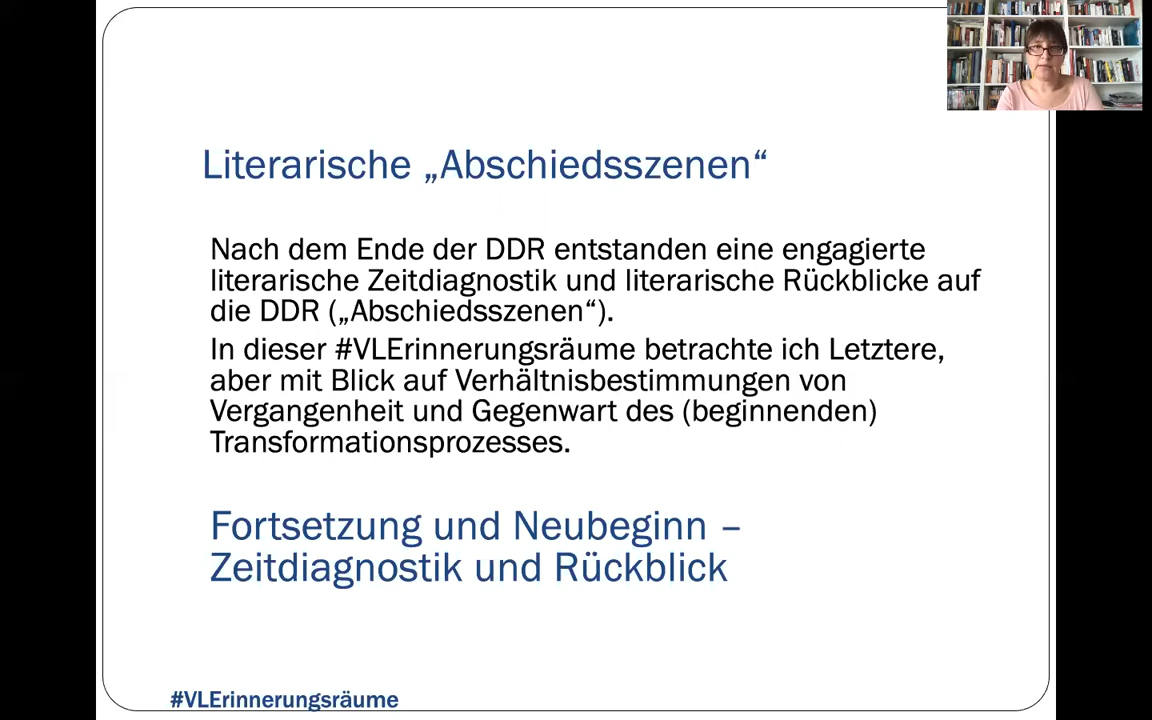 Literarische „Abschiedsszenen“
Nach dem Ende der DDR entstanden eine engagierte
literarische Zeitdiagnostik und literarische Rückblicke auf
die DDR („Abschiedsszenen“).
In dieser #VLErinnerungsräume betrachte ich Letztere,
aber mit Blick auf Verhältnisbestimmungen von
Vergangenheit und Gegenwart des (beginnenden)
Transformationsprozesses.
Fortsetzung und Neubeginn –
Zeitdiagnostik und Rückblick
#VLErinnerungsräume